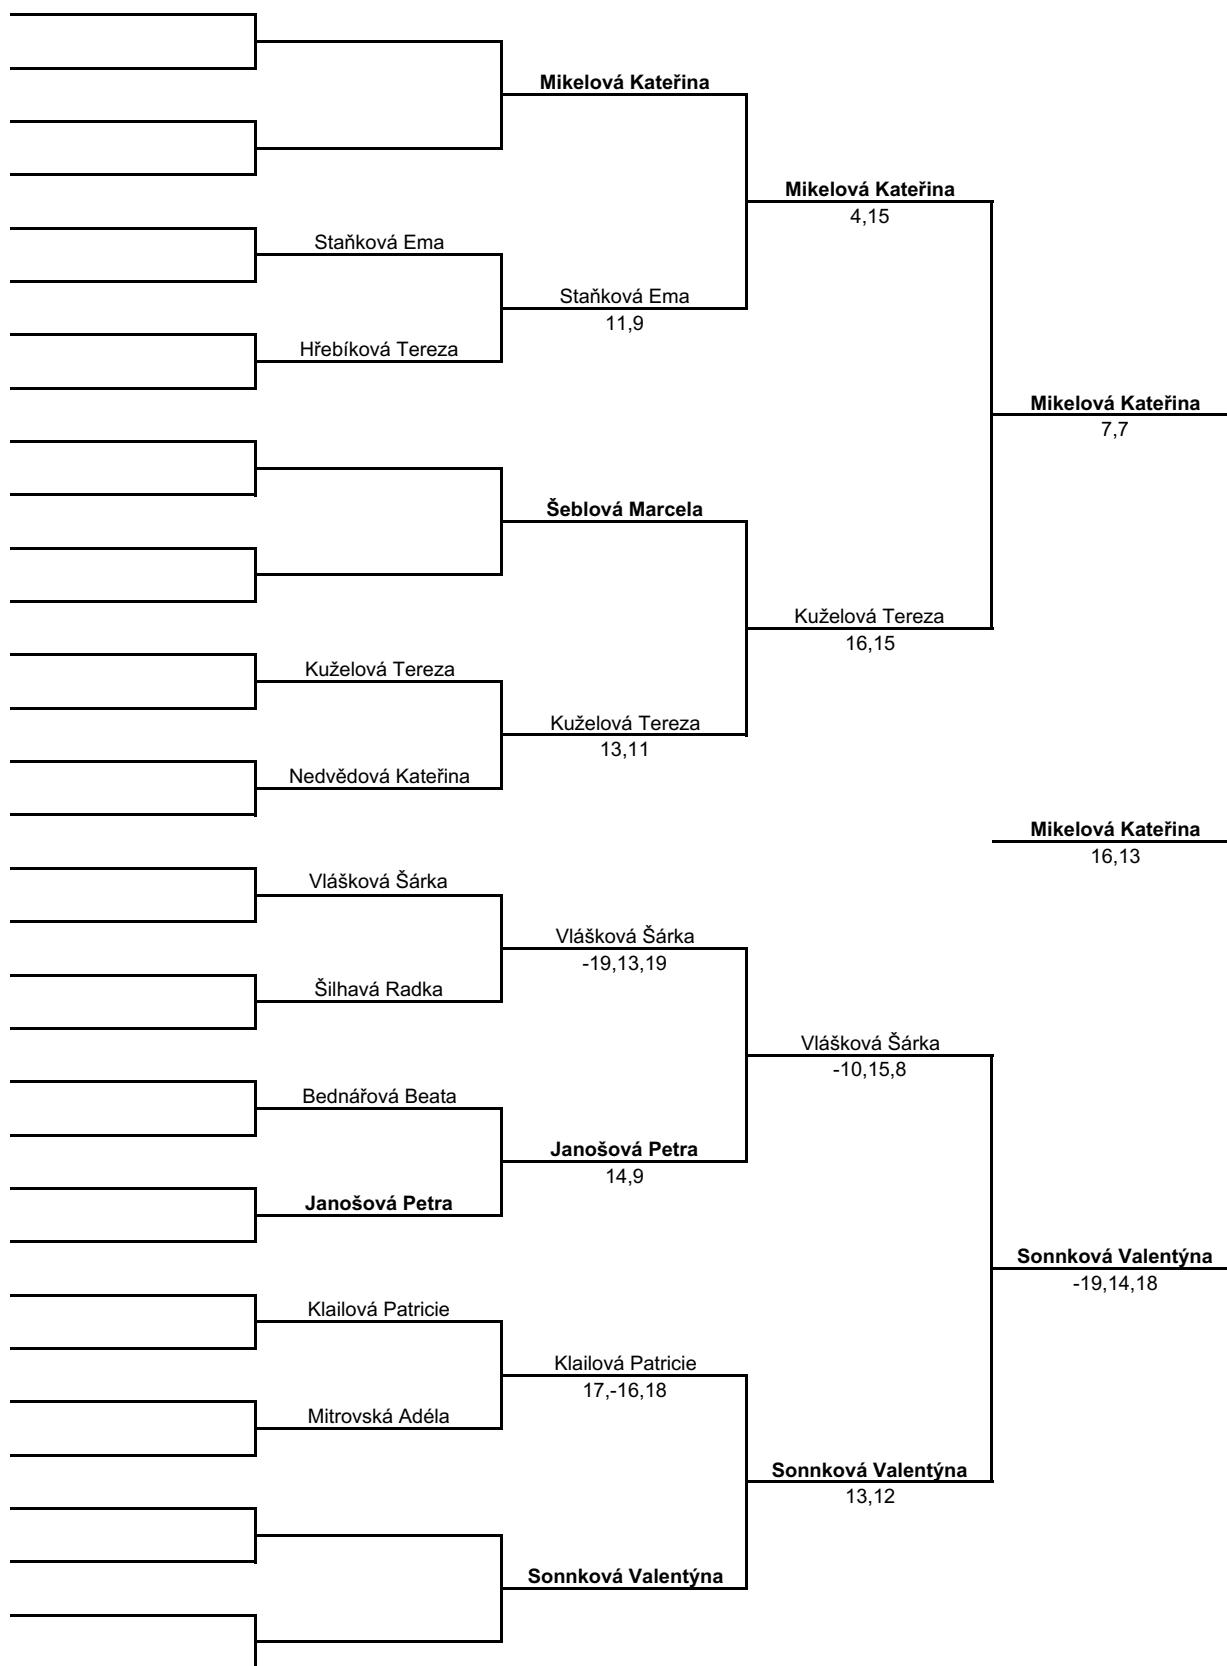 Mikelová Kateřina
Mikelová Kateřina
4,15
Staňková Ema
Staňková Ema
11,9
Hřebíková Tereza
Mikelová Kateřina
7,7
Šeblová Marcela
Kuželová Tereza
16,15
Kuželová Tereza
Kuželová Tereza
13,11
Nedvědová Kateřina
Mikelová Kateřina
16,13
Vlášková Šárka
Vlášková Šárka
-19,13,19
Šilhavá Radka
Vlášková Šárka
-10,15,8
Bednářová Beata
Janošová Petra
14,9
Janošová Petra
Sonnková Valentýna
-19,14,18
Klailová Patricie
Klailová Patricie
17,-16,18
Mitrovská Adéla
Sonnková Valentýna
13,12
Sonnková Valentýna